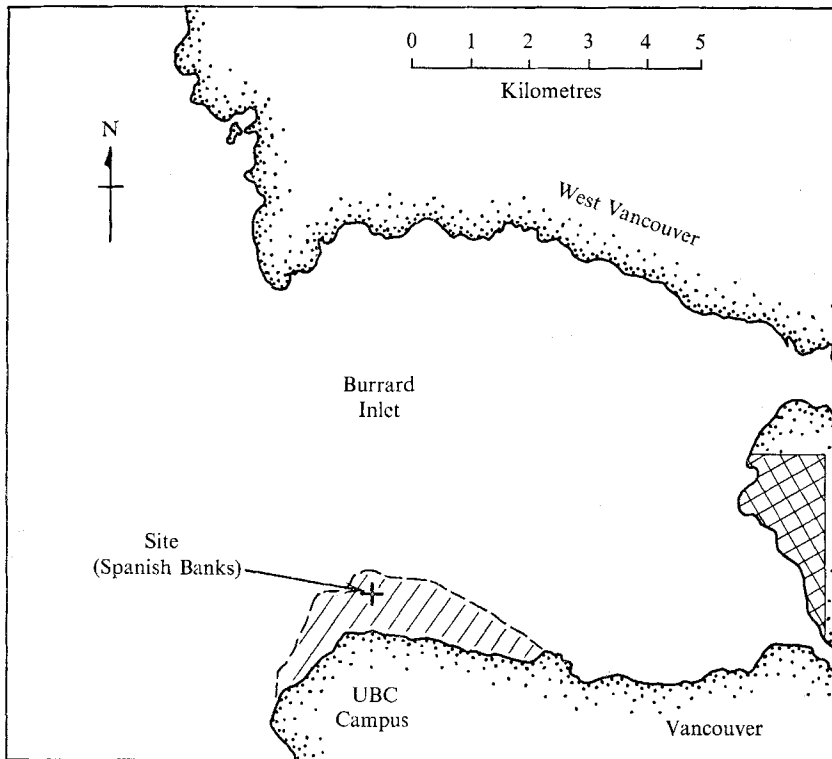 0 1 2 3 4 5
Kilometres
N
West Vancouver
Burrard
Inlet
Site
(Spanish Banks)
UBC
Campus
Vancouver